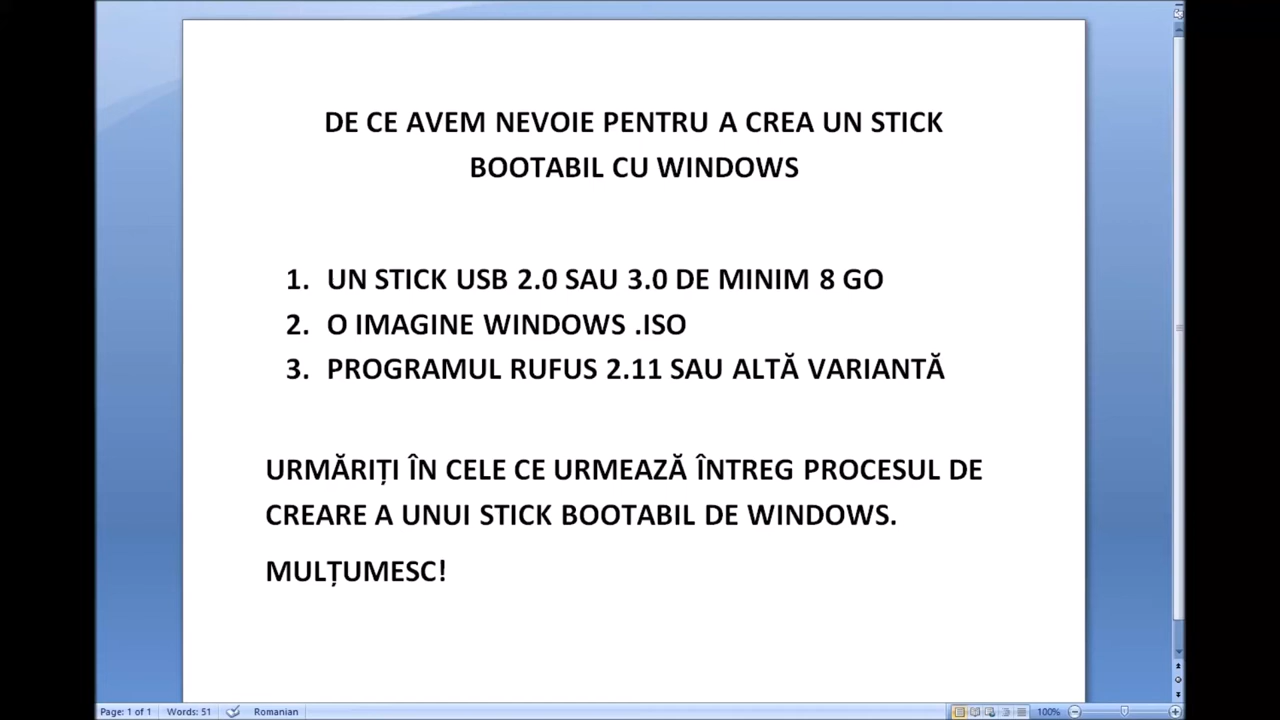 DE CE AVEM NEVOIE PENTRU A CREA UN STICK
BOOTABIL CU WINDOWS
1. UN STICK USB 2.0 SAU 3.0 DE MINIM 8 GO
2. O IMAGINE WINDOWS .ISO
3. PROGRAMUL RUFUS 2.11 SAU ALTĂ VARIANTĂ
URMĂRIȚI ÎN CELE CE URMEAZĂ ÎNTREG PROCESUL DE
CREARE A UNUI STICK BOOTABIL DE WINDOWS.
MULȚUMESC!
Page: 1 of 1 Words: 51 Romanian 100%